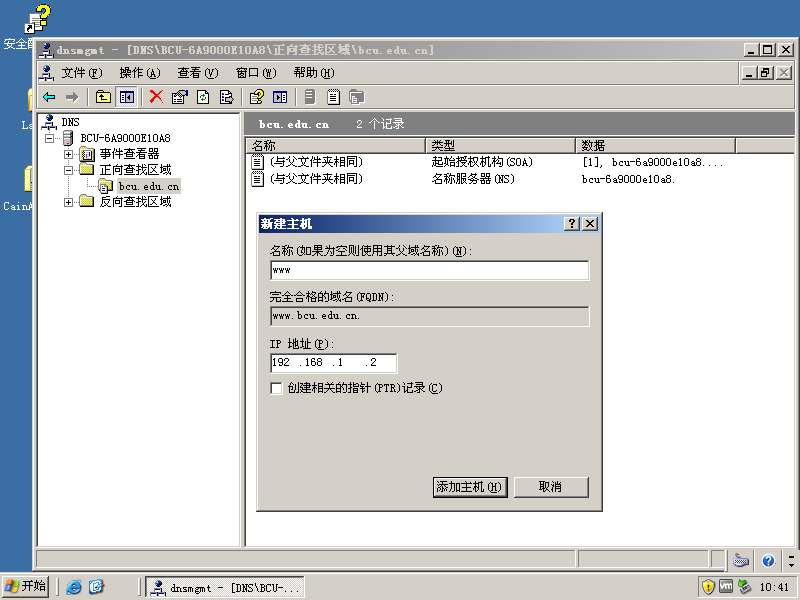 安全
dnsmgmt - [DNS\BCU-6A9000E10A8\正向查找区域\bcu.edu.cn]
文件(F) 操作(A) 查看(V) 窗口(W) 帮助(H)
La
CainA
DNS
BCU-6A9000E10A8
事件查看器
正向查找区域
bcu.edu.cn
反向查找区域
bcu.edu.cn 2 个记录
名称 类型 数据
(与父文件夹相同) 起始授权机构(SOA) [1], bcu-6a9000e10a8....
(与父文件夹相同) 名称服务器(NS) bcu-6a9000e10a8.
新建主机
名称(如果为空则使用其父域名称)(N):
www
完全合格的域名(FQDN):
www.bcu.edu.cn.
IP 地址(P):
192 .168 .1 .2
创建相关的指针(PTR)记录(C)
添加主机(H) 取消
开始 dnsmgmt - [DNS\BCU-... 10:41